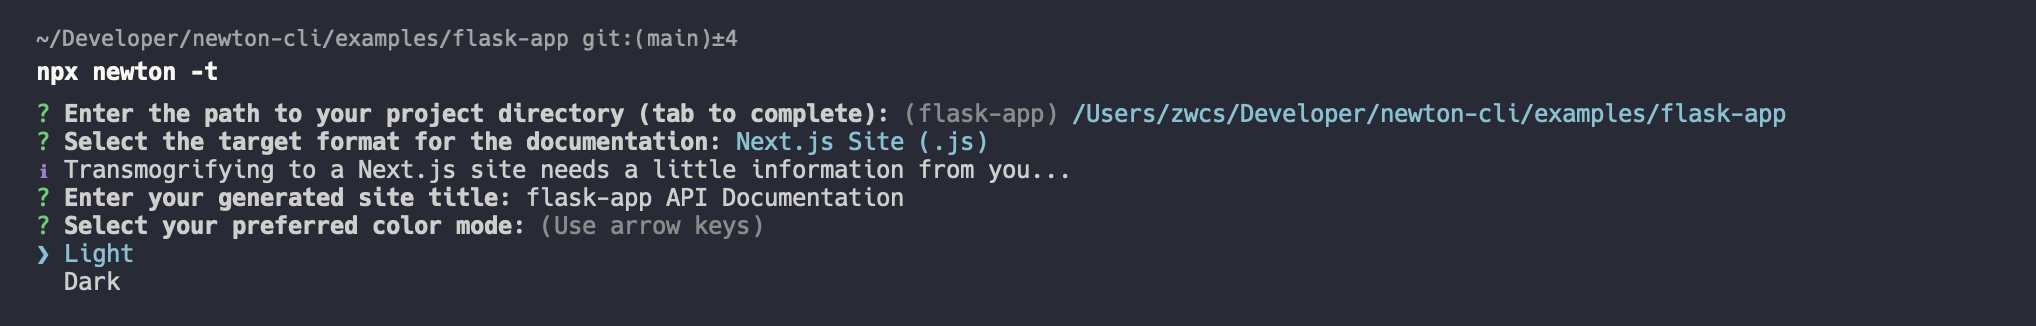 ~/Developer/newton-cli/examples/flask-app git:(main)±4
npx newton -t
? Enter the path to your project directory (tab to complete): (flask-app) /Users/zwcs/Developer/newton-cli/examples/flask-app
? Select the target format for the documentation: Next.js Site (.js)
ℹ Transmogrifying to a Next.js site needs a little information from you...
? Enter your generated site title: flask-app API Documentation
? Select your preferred color mode: (Use arrow keys)
❯ Light
Dark